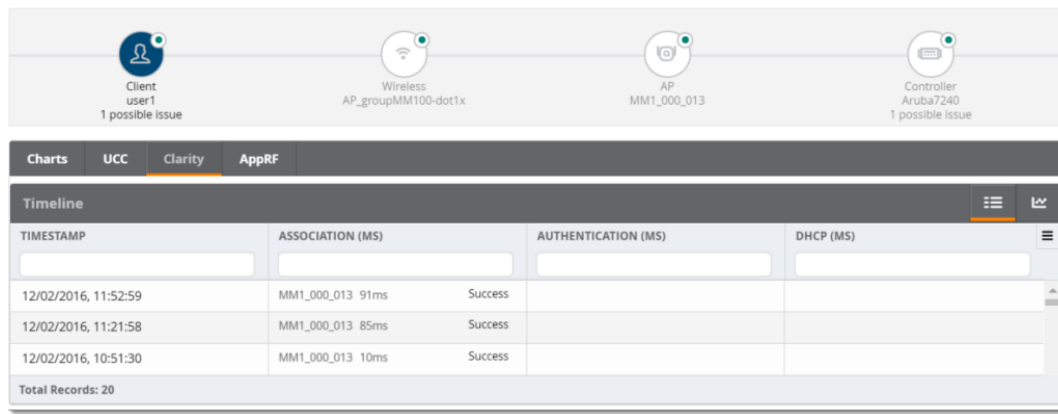 Client
user1
1 possible issue
Wireless
AP_groupMM100-dot1x
AP
MM1_000_013
Controller
Aruba7240
1 possible issue
Charts UCC Clarity AppRF
Timeline
TIMESTAMP ASSOCIATION (MS) AUTHENTICATION (MS) DHCP (MS)
12/02/2016, 11:52:59 MM1_000_013 91ms Success
12/02/2016, 11:21:58 MM1_000_013 85ms Success
12/02/2016, 10:51:30 MM1_000_013 10ms Success
Total Records: 20